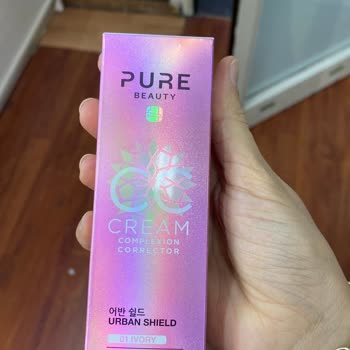 PURE
BEAUTY
CC
CREAM
COMPLEXION
CORRECTOR
어반 쉴드
URBAN SHIELD
01 IVORY